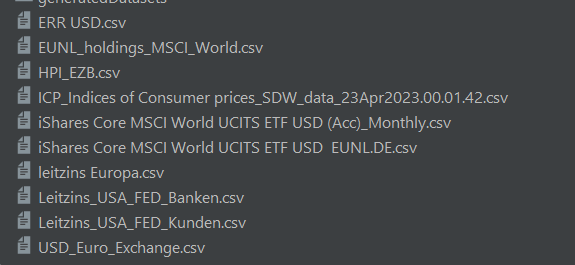 generatedDatasets
ERR USD.csv
EUNL_holdings_MSCI_World.csv
HPI_EZB.csv
ICP_Indices of Consumer prices_SDW_data_23Apr2023.00.01.42.csv
iShares Core MSCI World UCITS ETF USD (Acc)_Monthly.csv
iShares Core MSCI World UCITS ETF USD  EUNL.DE.csv
leitzins Europa.csv
Leitzins_USA_FED_Banken.csv
Leitzins_USA_FED_Kunden.csv
USD_Euro_Exchange.csv